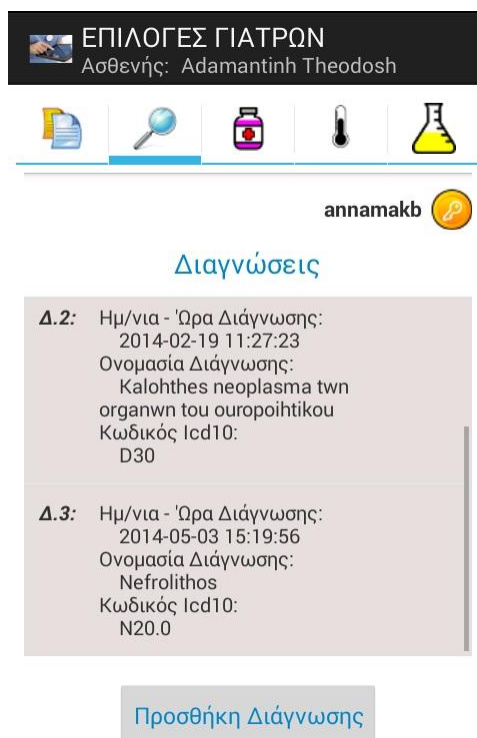 ΕΠΙΛΟΓΕΣ ΓΙΑΤΡΩΝ
Ασθενής: Adamantinh Theodosh
annamakb
Διαγνώσεις
Δ.2: Ημ/νια - 'Ωρα Διάγνωσης:
2014-02-19 11:27:23
Ονομασία Διάγνωσης:
Kalohthes neoplasma twn
organwn tou ouropoihtikou
Κωδικός Icd10:
D30
Δ.3: Ημ/νια - 'Ωρα Διάγνωσης:
2014-05-03 15:19:56
Ονομασία Διάγνωσης:
Nefrolithos
Κωδικός Icd10:
N20.0
Προσθήκη Διάγνωσης